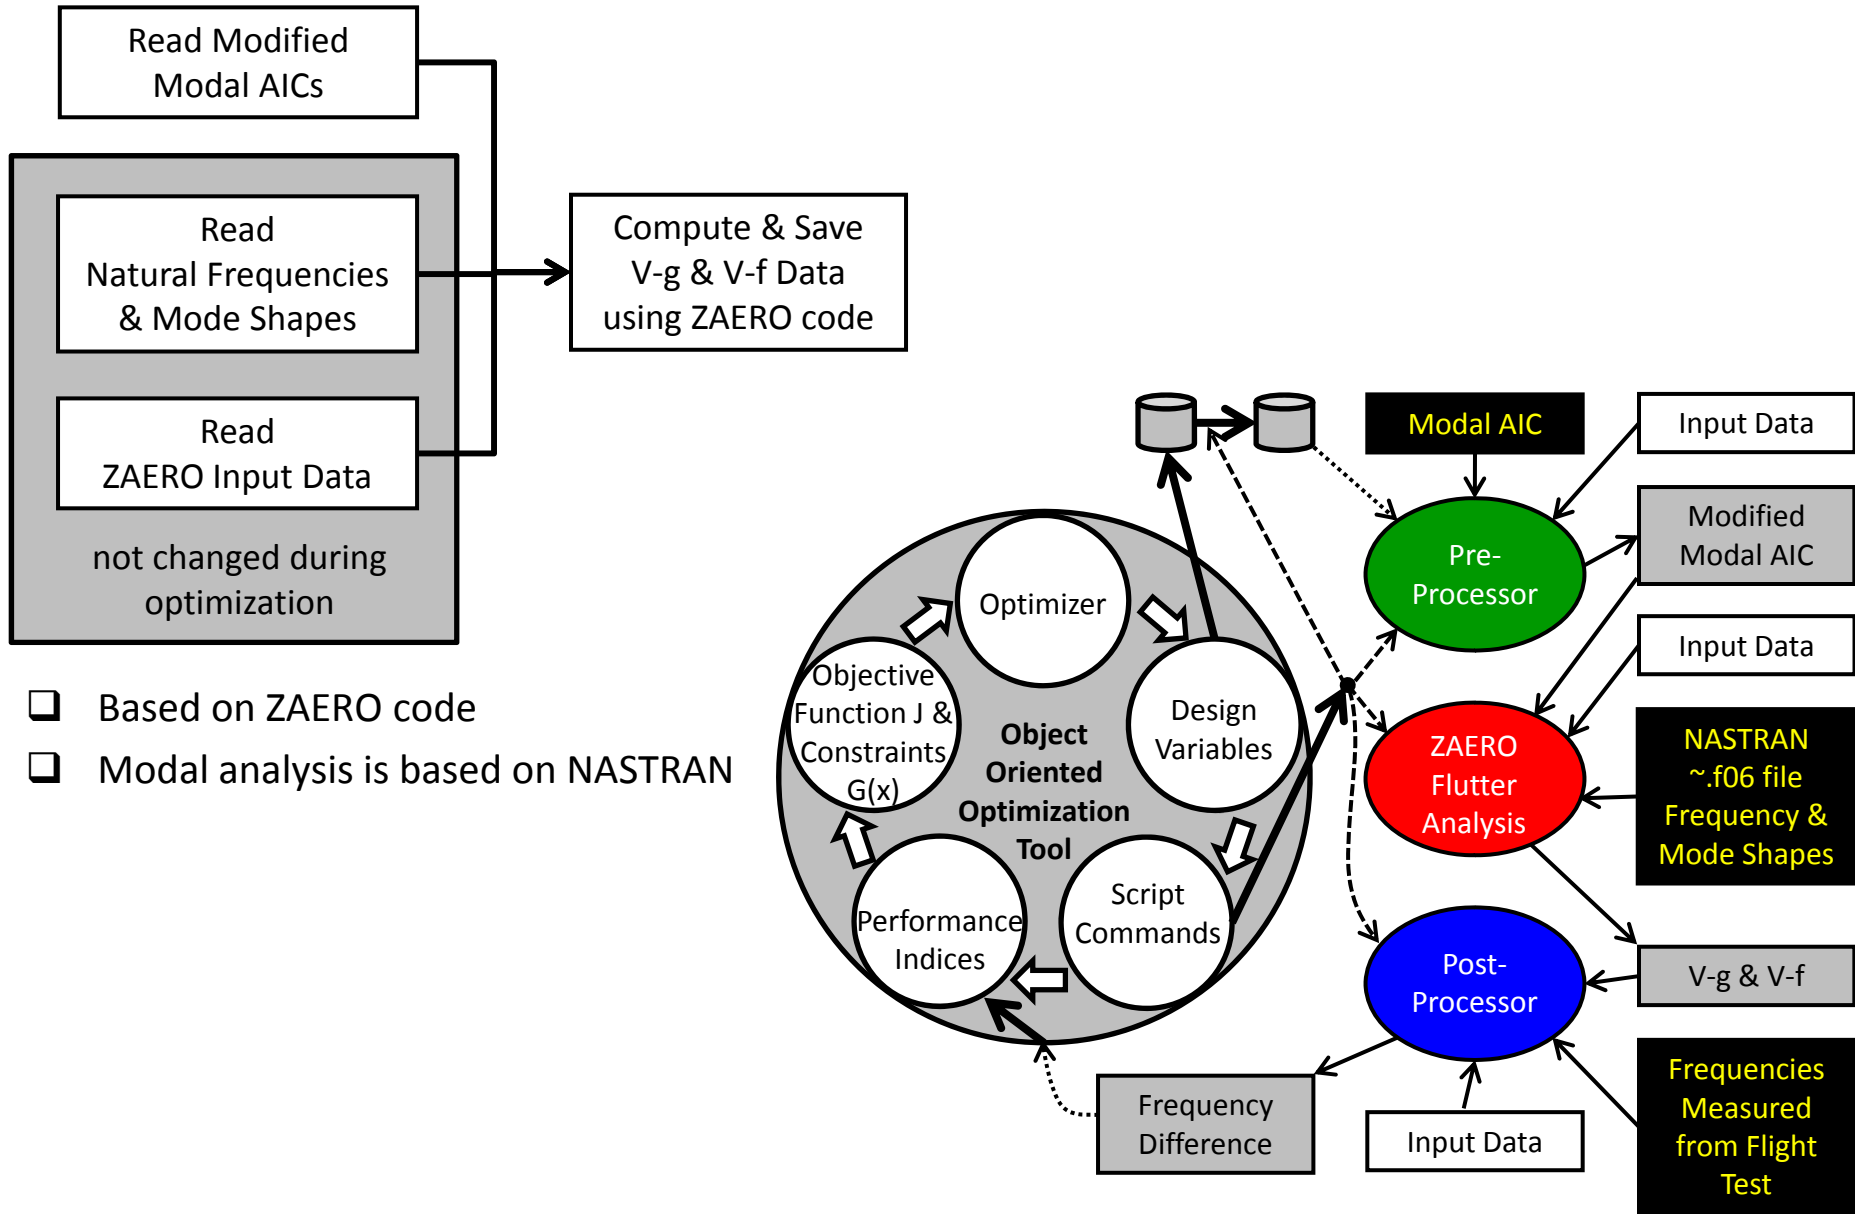 Read Modified
Modal AICs
Read
Natural Frequencies
& Mode Shapes
Read
ZAERO Input Data
not changed during
optimization
Compute & Save
V-g & V-f Data
using ZAERO code
Based on ZAERO code
Modal analysis is based on NASTRAN
Optimizer
Design
Variables
Script
Commands
Performance
Indices
Objective
Function J &
Constraints
G(x)
Object
Oriented
Optimization
Tool
Modal AIC
Input Data
Pre-
Processor
Modified
Modal AIC
Input Data
ZAERO
Flutter
Analysis
NASTRAN
~.f06 file
Frequency &
Mode Shapes
Post-
Processor
V-g & V-f
Frequency
Difference
Input Data
Frequencies
Measured
from Flight
Test